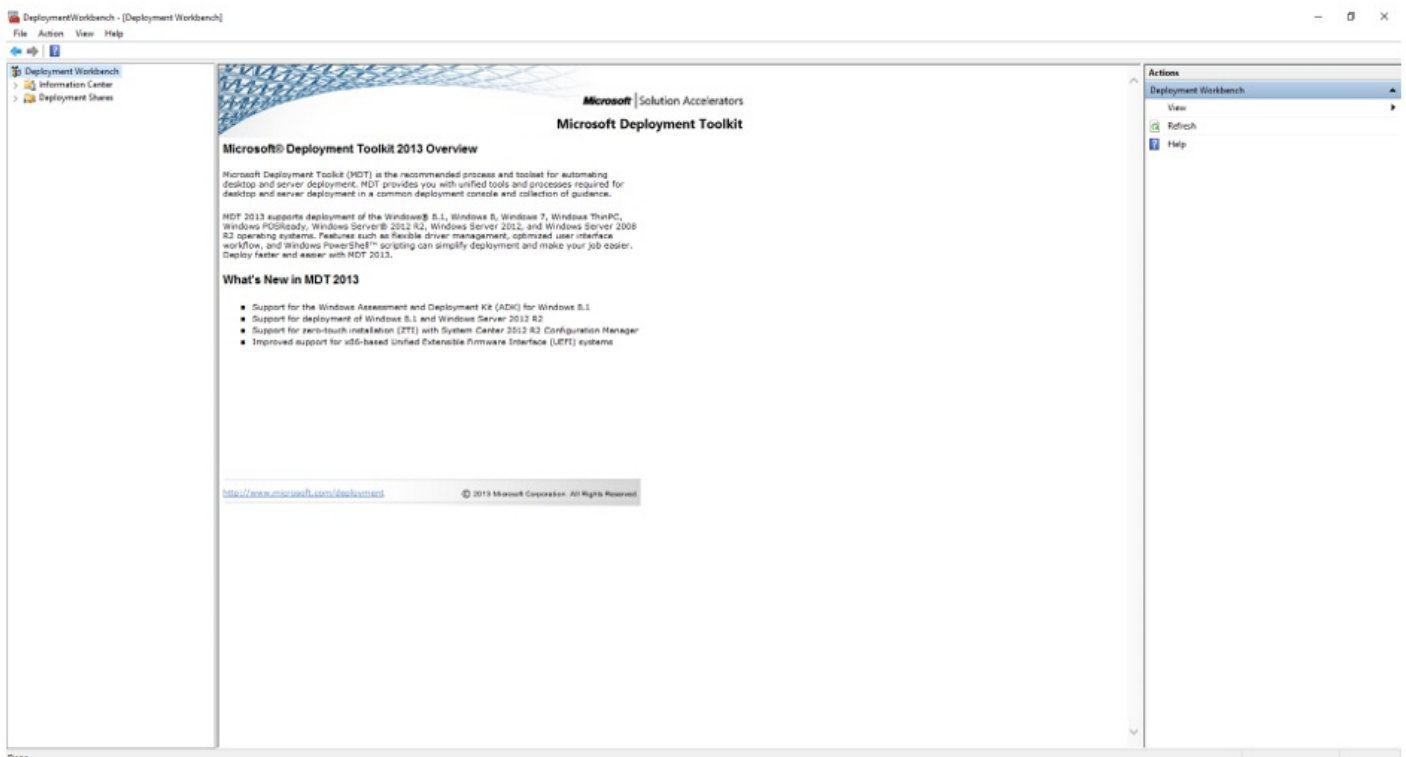 DeploymentWorkbench - [Deployment Workbench]
File Action View Help
Deployment Workbench
Information Center
Deployment Shares
Microsoft | Solution Accelerators
Microsoft Deployment Toolkit
Microsoft® Deployment Toolkit 2013 Overview
Microsoft Deployment Toolkit (MDT) is the recommended process and toolset for automating
desktop and server deployment. MDT provides you with unified tools and processes required for
desktop and server deployment in a common deployment console and collection of guidance.
MDT 2013 supports deployment of the Windows® 8.1, Windows 8, Windows 7, Windows ThinPC,
Windows POSReady, Windows Server® 2012 R2, Windows Server 2012, and Windows Server 2008
R2 operating systems. Features such as flexible driver management, optimized user interface
workflow, and Windows PowerShell™ scripting can simplify deployment and make your job easier.
Deploy faster and easier with MDT 2013.
What's New in MDT 2013
■ Support for the Windows Assessment and Deployment Kit (ADK) for Windows 8.1
■ Support for deployment of Windows 8.1 and Windows Server 2012 R2
■ Support for zero-touch installation (ZTI) with System Center 2012 R2 Configuration Manager
■ Improved support for x86-based Unified Extensible Firmware Interface (UEFI) systems
http://www.microsoft.com/deployment
© 2013 Microsoft Corporation. All Rights Reserved.
Actions
Deployment Workbench
View
Refresh
Help